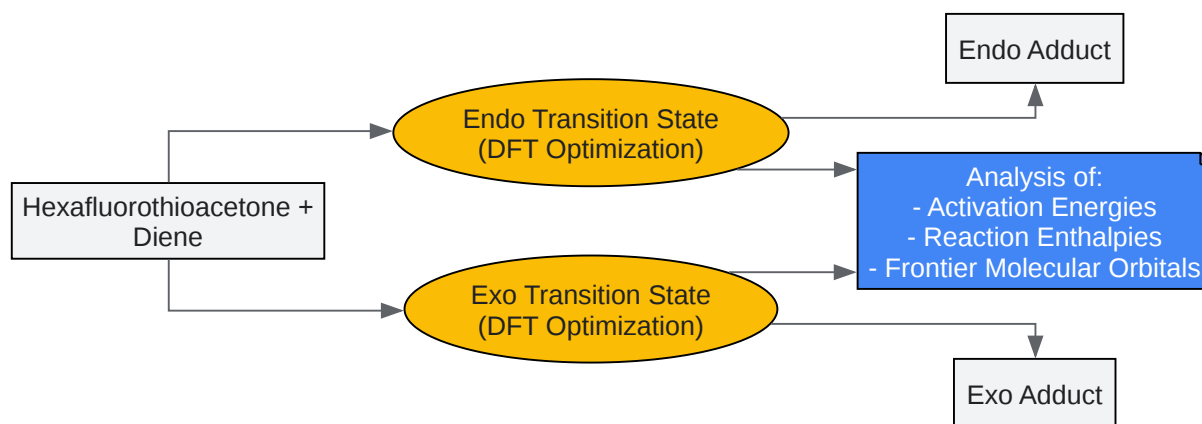 Endo Adduct
Endo Transition State
(DFT Optimization)
Analysis of:
- Activation Energies
- Reaction Enthalpies
- Frontier Molecular Orbitals
Hexafluorothioacetone +
Diene
Exo Transition State
(DFT Optimization)
Exo Adduct